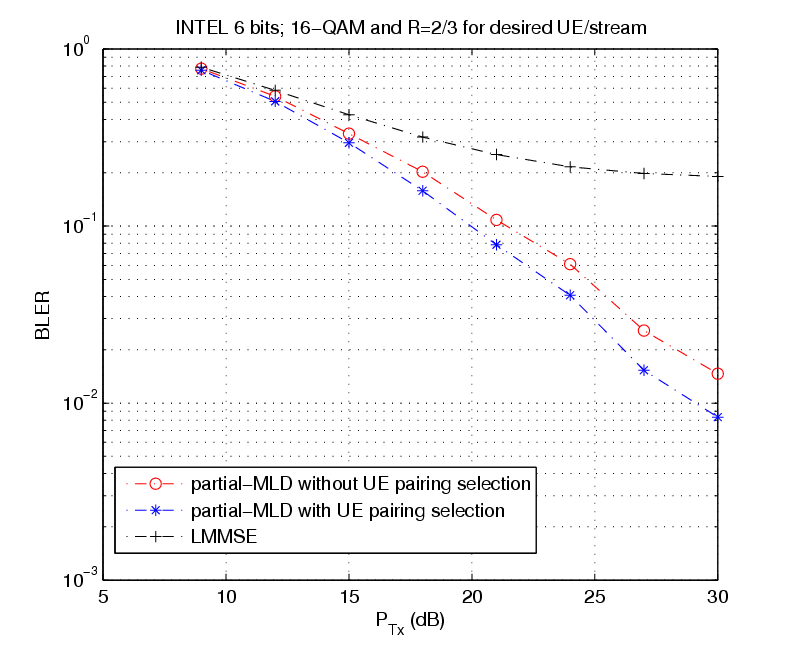 INTEL 6 bits; 16−QAM and R=2/3 for desired UE/stream
10^0
10^−1
10^−2
10^−3
BLER
partial−MLD without UE pairing selection
partial−MLD with UE pairing selection
LMMSE
5 10 15 20 25 30
P_Tx (dB)